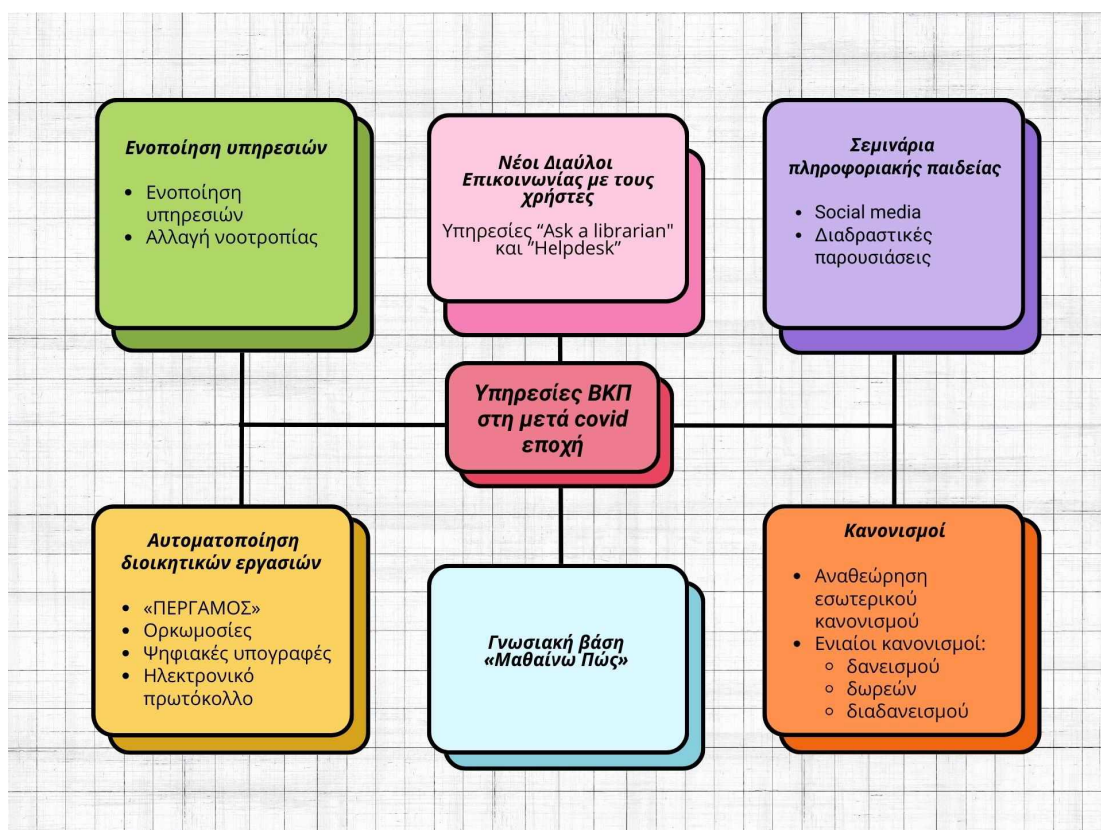 Ενοποίηση υπηρεσιών
• Ενοποίηση
υπηρεσιών
• Αλλαγή νοοτροπίας
Νέοι Διαύλοι
Επικοινωνίας με τους
χρήστες
Υπηρεσίες “Ask a librarian"
και “Helpdesk”
Σεμινάρια
πληροφοριακής παιδείας
• Social media
• Διαδραστικές
παρουσιάσεις
Υπηρεσίες ΒΚΠ
στη μετά covid
εποχή
Αυτοματοποίηση
διοικητικών εργασιών
• «ΠΕΡΓΑΜΟΣ»
• Ορκωμοσίες
• Ψηφιακές υπογραφές
• Ηλεκτρονικό
πρωτόκολλο
Γνωσιακή βάση
«Μαθαίνω Πώς»
Κανονισμοί
• Αναθεώρηση
εσωτερικού
κανονισμού
• Ενιαίοι κανονισμοί:
◦ δανεισμού
◦ δωρεών
◦ διαδανεισμού